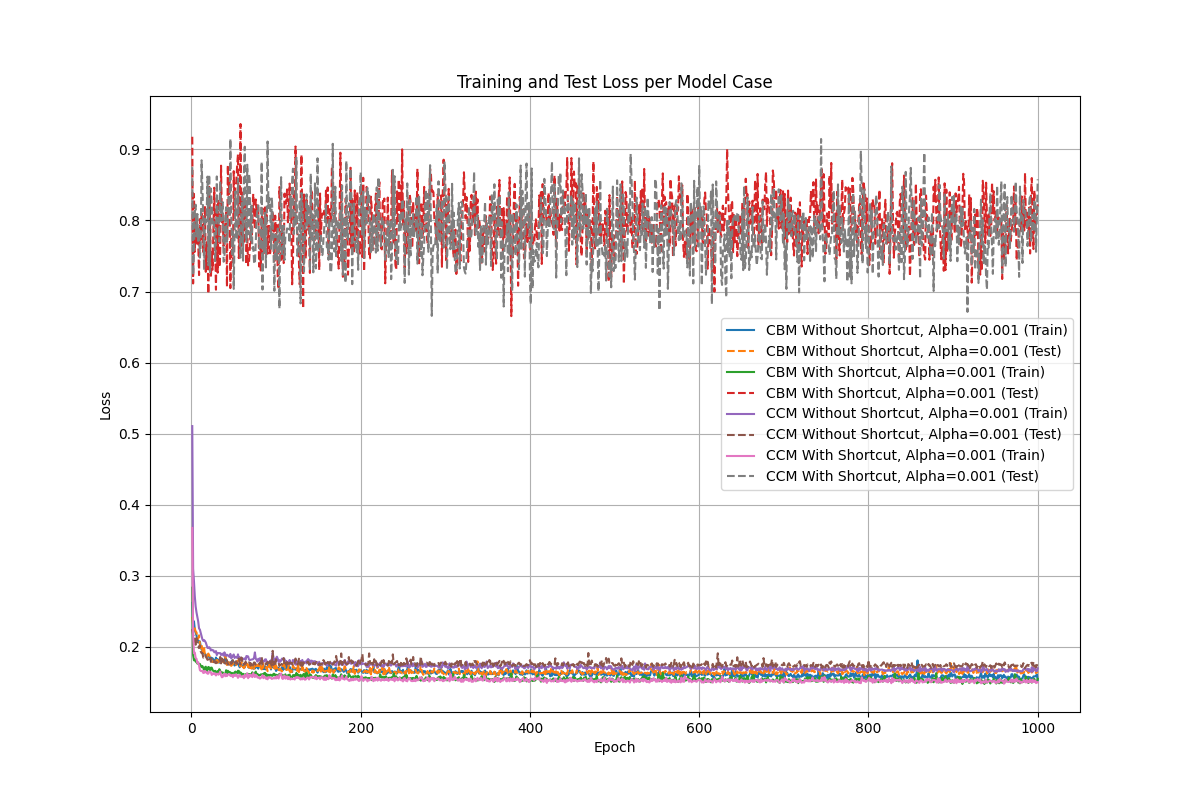 Training and Test Loss per Model Case
0.9
0.8
0.7
0.6
0.5
0.4
0.3
0.2
Loss
CBM Without Shortcut, Alpha=0.001 (Train)
CBM Without Shortcut, Alpha=0.001 (Test)
CBM With Shortcut, Alpha=0.001 (Train)
CBM With Shortcut, Alpha=0.001 (Test)
CCM Without Shortcut, Alpha=0.001 (Train)
CCM Without Shortcut, Alpha=0.001 (Test)
CCM With Shortcut, Alpha=0.001 (Train)
CCM With Shortcut, Alpha=0.001 (Test)
0 200 400 600 800 1000
Epoch